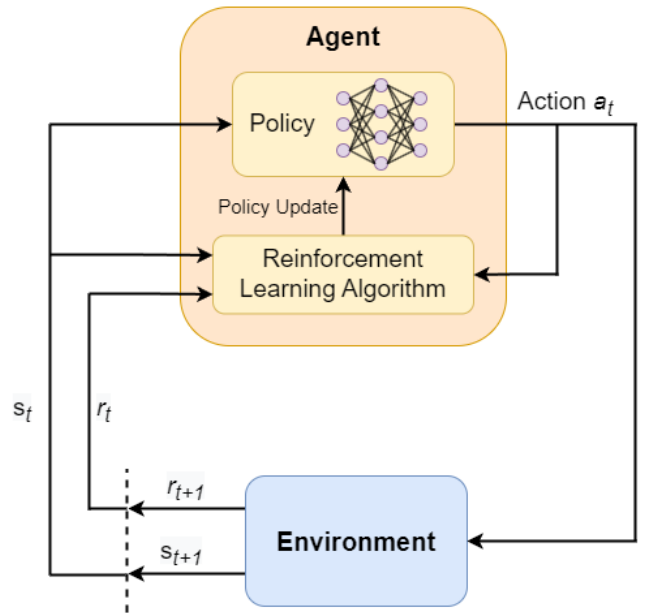 Agent
Policy
Action a_t
Policy Update
Reinforcement
Learning Algorithm
s_t
r_t
r_{t+1}
Environment
s_{t+1}